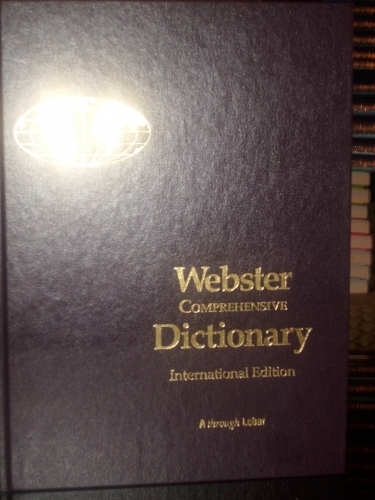 Webster
COMPREHENSIVE
Dictionary
International Edition
A through Lobar